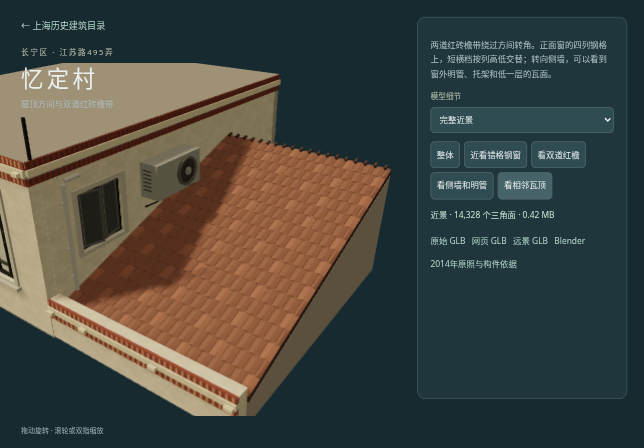 ← 上海历史建筑目录
长宁区 · 江苏路495弄
忆定村
屋顶方间与双道红砖檐带
两道红砖檐带绕过方间转角。正面窗的四列钢格
上，短横档按列高低交替；转向侧墙，可以看到
窗外明管、托架和低一层的瓦面。
模型细节
完整近景
整体
近看错格钢窗
看双道红檐
看侧墙和明管
看相邻瓦顶
近景 · 14,328 个三角面 · 0.42 MB
原始 GLB 网页 GLB 远景 GLB Blender
2014年原照与构件依据
拖动旋转 · 滚轮或双指缩放